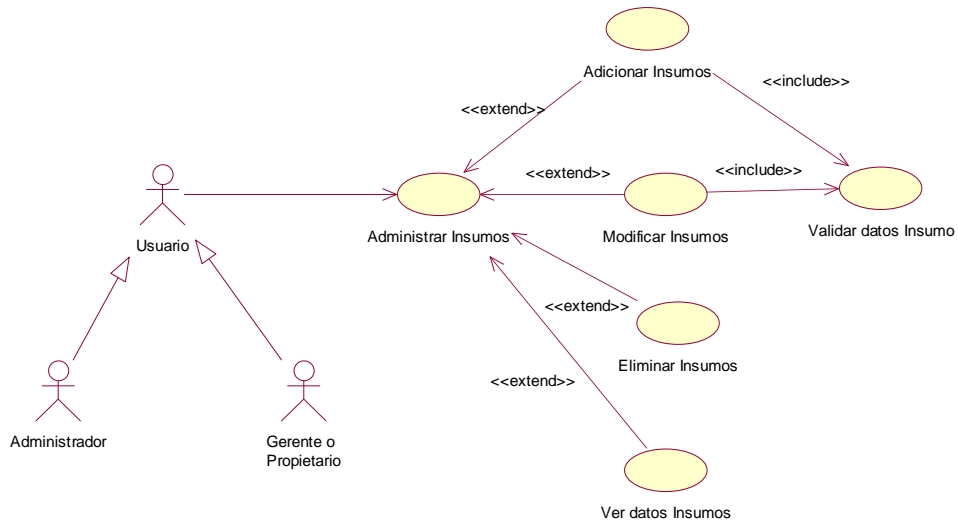 Adicionar Insumos
<<include>>
<<extend>>
<<extend>>
<<include>>
Usuario
Administrar Insumos
Modificar Insumos
Validar datos Insumo
<<extend>>
Eliminar Insumos
<<extend>>
Administrador
Gerente o
Propietario
Ver datos Insumos